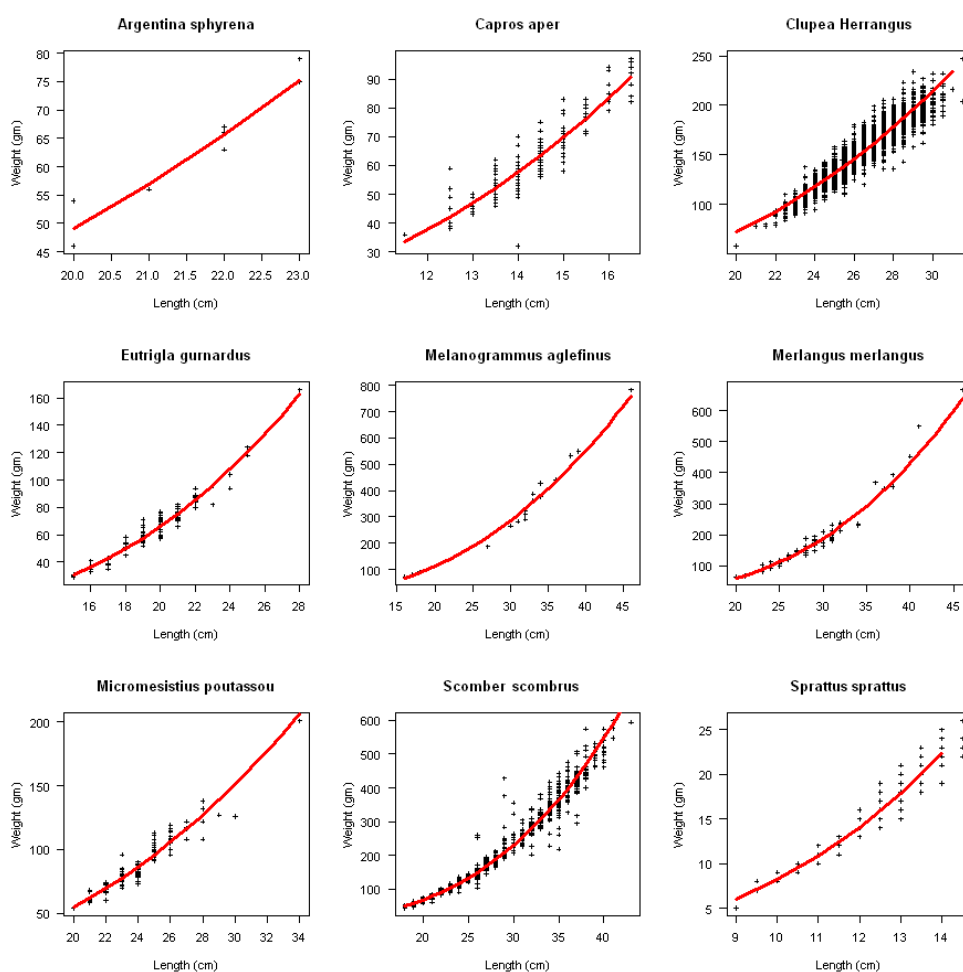 Argentina sphyrena
Weight (gm)
80
75
70
65
60
55
50
45
20.0 20.5 21.0 21.5 22.0 22.5 23.0
Length (cm)
Capros aper
Weight (gm)
90
80
70
60
50
40
30
12 13 14 15 16
Length (cm)
Clupea Herrangus
Weight (gm)
250
200
150
100
20 22 24 26 28 30
Length (cm)
Eutrigla gurnardus
Weight (gm)
160
140
120
100
80
60
40
16 18 20 22 24 26 28
Length (cm)
Melanogrammus aglefinus
Weight (gm)
800
700
600
500
400
300
200
100
15 20 25 30 35 40 45
Length (cm)
Merlangus merlangus
Weight (gm)
600
500
400
300
200
100
20 25 30 35 40 45
Length (cm)
Micromesistius poutassou
Weight (gm)
200
150
100
50
20 22 24 26 28 30 32 34
Length (cm)
Scomber scombrus
Weight (gm)
600
500
400
300
200
100
20 25 30 35 40
Length (cm)
Sprattus sprattus
Weight (gm)
25
20
15
10
5
9 10 11 12 13 14
Length (cm)